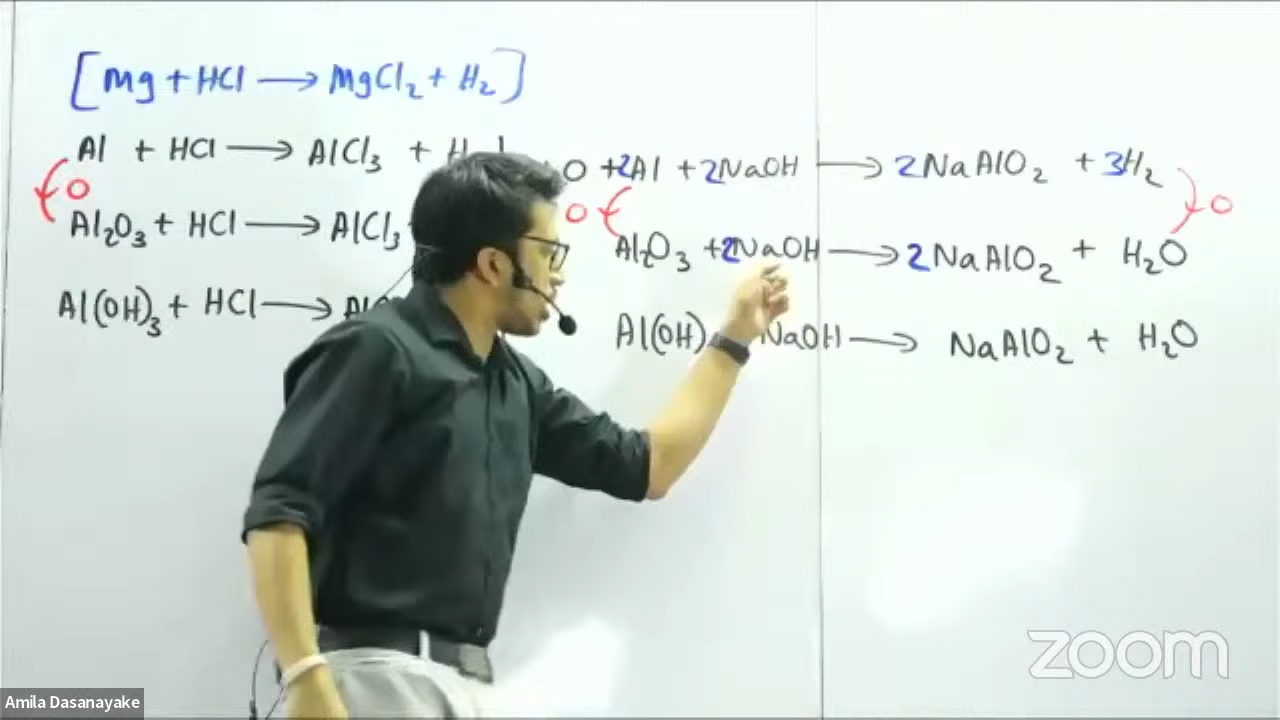 [Mg + HCl → MgCl₂ + H₂]
Al + HCl → AlCl₃ +
O
Al₂O₃ + HCl → AlCl₃
Al(OH)₃ + HCl →
O + 2Al + 2NaOH → 2NaAlO₂ + 3H₂
O
O
Al₂O₃ + 2NaOH → 2NaAlO₂ + H₂O
Al(OH) NaOH → NaAlO₂ + H₂O
zoom
Amila Dasanayake